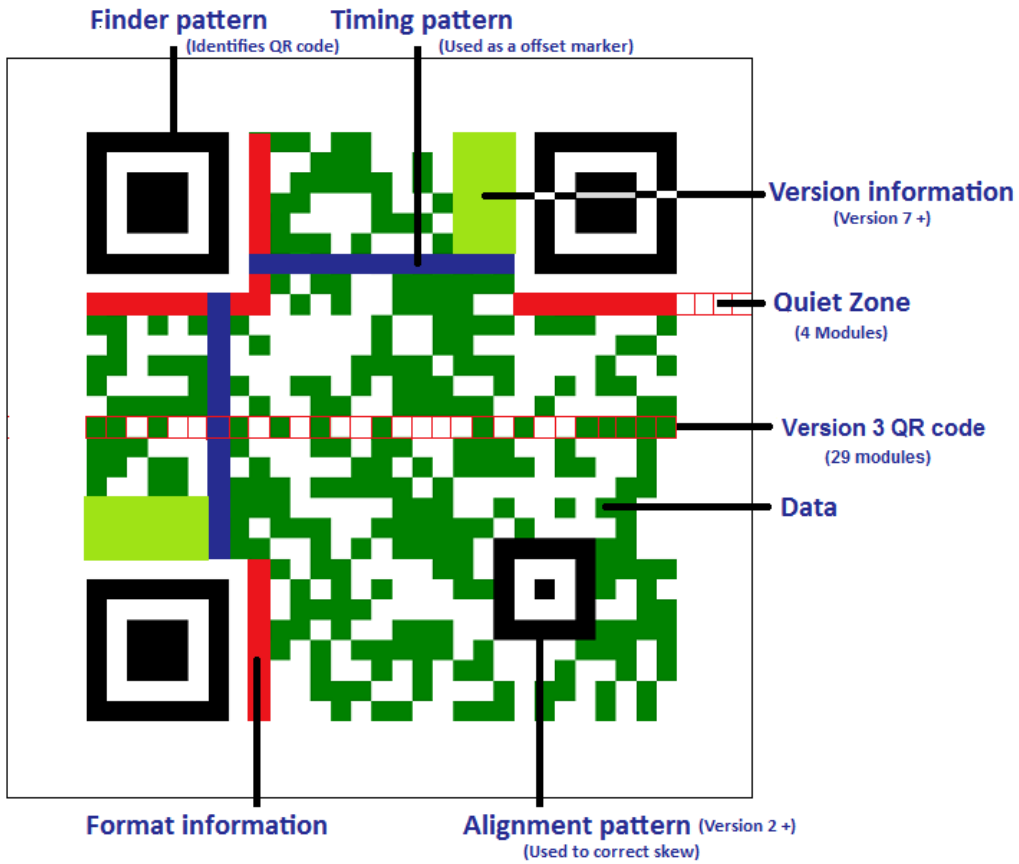 Finder pattern
(Identifies QR code)
Timing pattern
(Used as a offset marker)
Version information
(Version 7 +)
Quiet Zone
(4 Modules)
Version 3 QR code
(29 modules)
Data
Format information
Alignment pattern (Version 2 +)
(Used to correct skew)